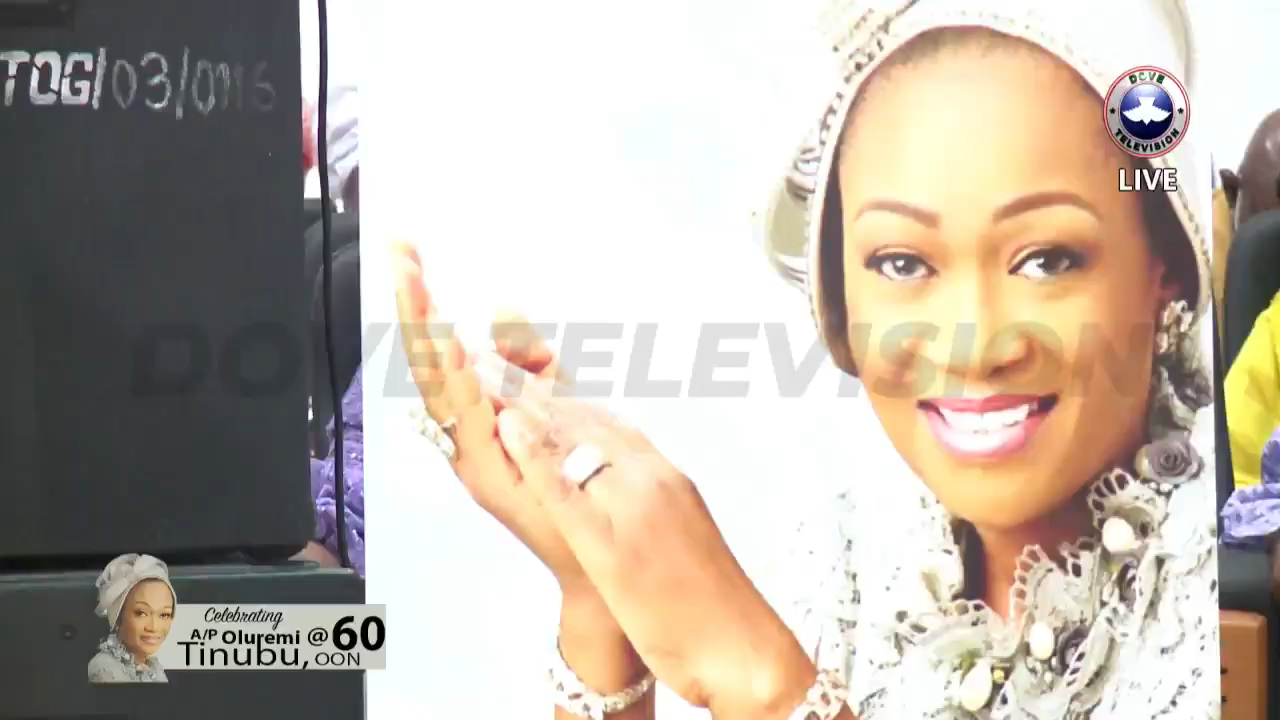 TOG/03/0116
DOVE
TELEVISION
LIVE
DOVE TELEVISION
Celebrating
A/P Oluremi @ 60
Tinubu, OON